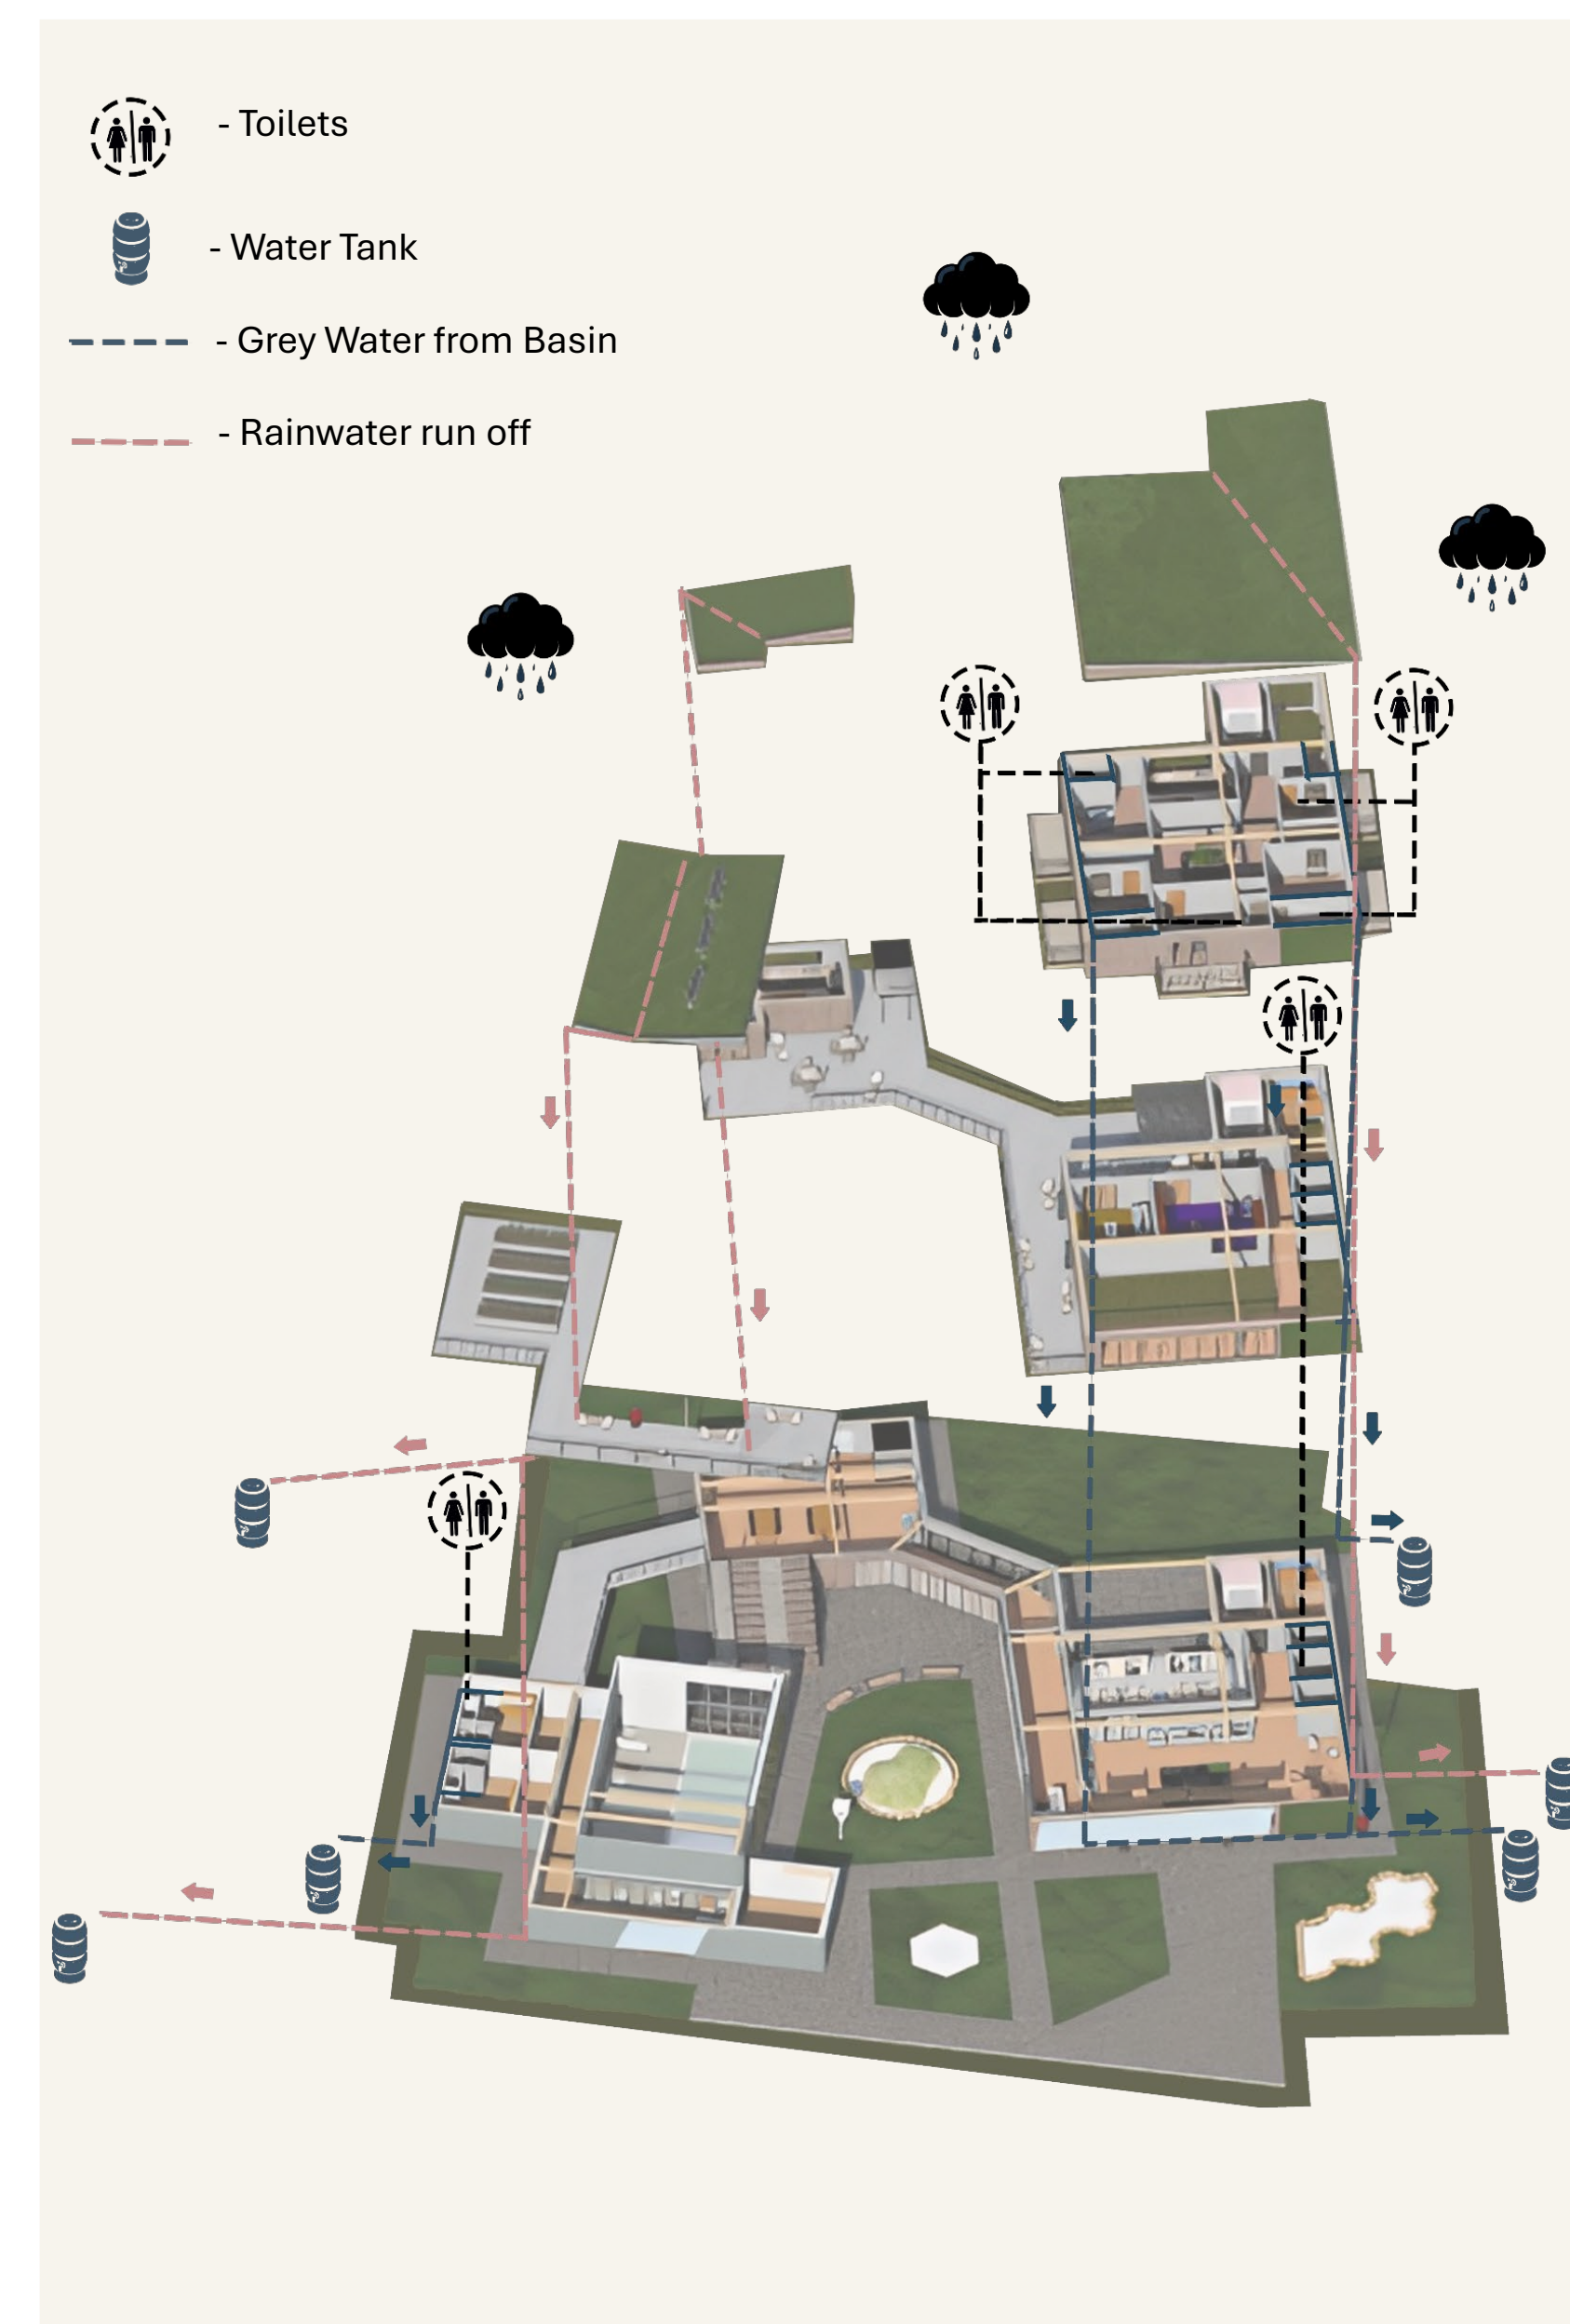 - Toilets
- Water Tank
- Grey Water from Basin
- Rainwater run off